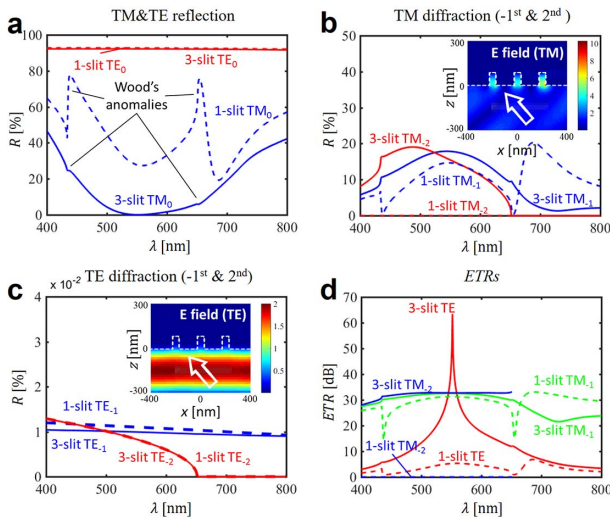 a
TM&TE reflection
100
80
60
40
20
0
R [%]
1-slit TE0
3-slit TE0
Wood's
anomalies
1-slit TM0
3-slit TM0
400 500 600 700 800
λ [nm]
b
TM diffraction (-1st & 2nd )
50
40
30
20
10
0
R [%]
E field (TM)
300
0
-300
z [nm]
-400 0 400
x [nm]
10
8
6
4
2
3-slit TM-2
1-slit TM-1
1-slit TM-2
3-slit TM-1
400 500 600 700 800
λ [nm]
c
TE diffraction (-1st & 2nd)
x 10-2
4
3
2
1
0
R [%]
E field (TE)
300
0
-300
z [nm]
-400 0 400
x [nm]
2
1.5
1
0.5
0
1-slit TE-1
3-slit TE-1
3-slit TE-2
1-slit TE-2
400 500 600 700 800
λ [nm]
d
ETRs
70
60
50
40
30
20
10
0
ETR [dB]
3-slit TE
3-slit TM-2
1-slit TM-1
1-slit TM-2
3-slit TM-1
1-slit TE
400 500 600 700 800
λ [nm]